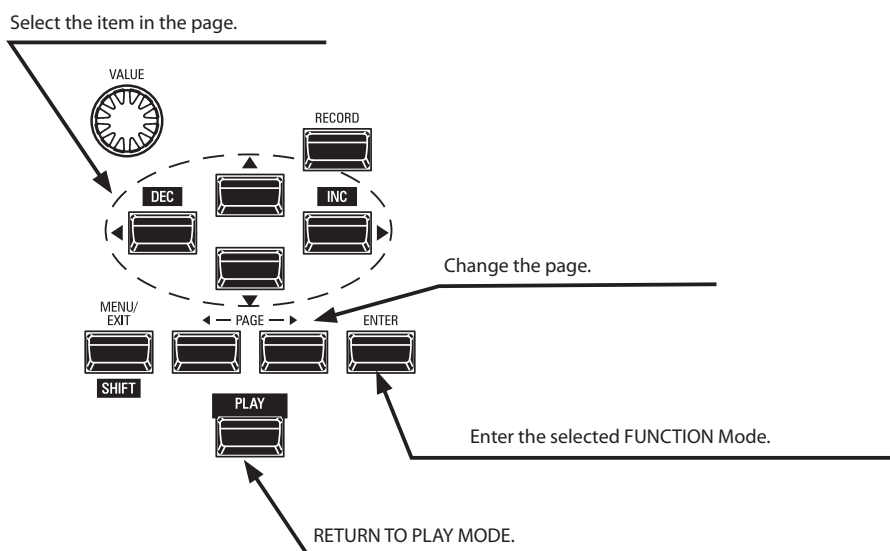 Select the item in the page.
VALUE
RECORD
DEC
INC
Change the page.
MENU/
EXIT
PAGE
ENTER
SHIFT
PLAY
Enter the selected FUNCTION Mode.
RETURN TO PLAY MODE.